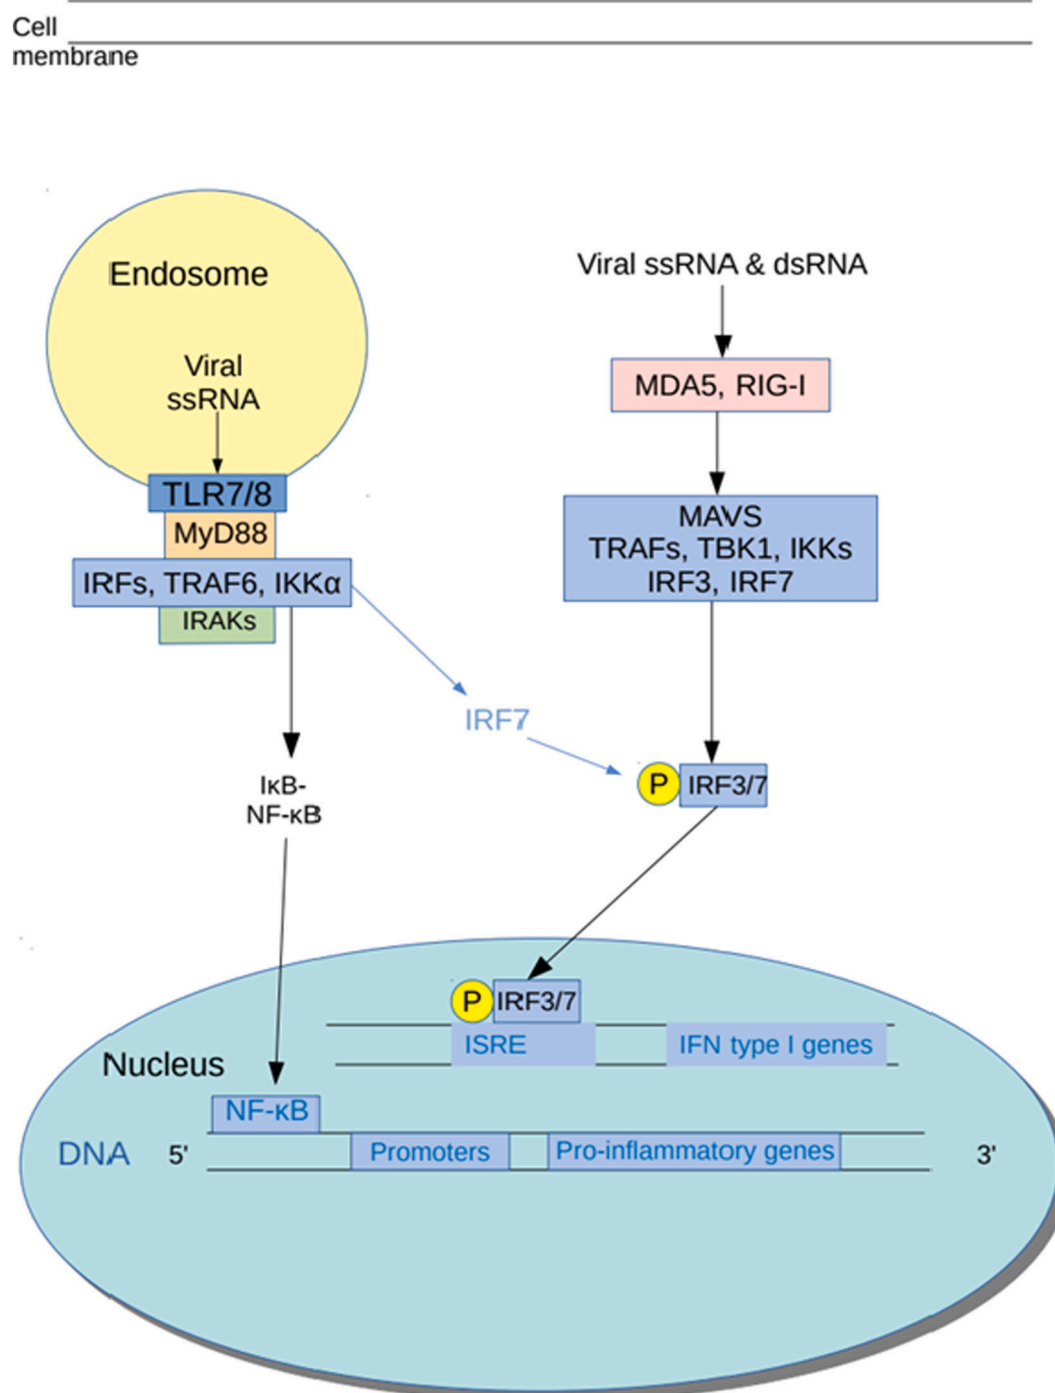 Cell
membrane
Endosome
Viral
ssRNA
TLR7/8
MyD88
IRFs, TRAF6, IKKα
IRAKs
Viral ssRNA & dsRNA
MDA5, RIG-I
MAVS
TRAFs, TBK1, IKKs
IRF3, IRF7
IRF7
P IRF3/7
IκB-
NF-κB
P IRF3/7
ISRE
IFN type I genes
Nucleus
NF-κB
DNA 5' Promoters Pro-inflammatory genes 3'